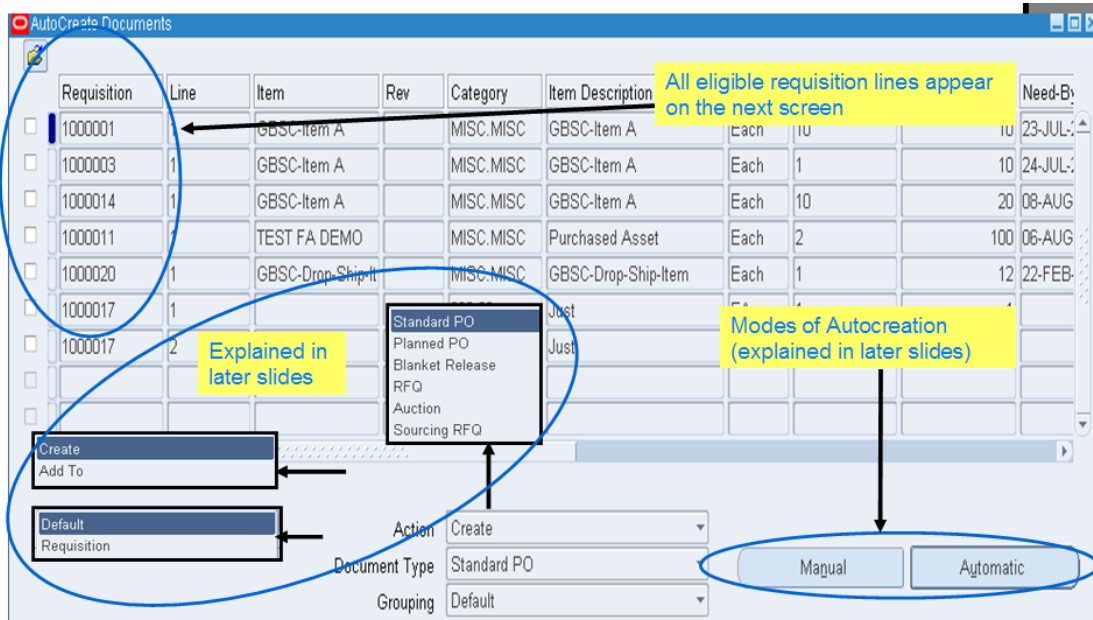 AutoCreate Documents
Requisition Line Item Rev Category Item Description Need-By
All eligible requisition lines appear
on the next screen
1000001 1 GBSC-Item A MISC.MISC GBSC-Item A Each 10 10 23-JUL-
1000003 1 GBSC-Item A MISC.MISC GBSC-Item A Each 1 10 24-JUL-
1000014 1 GBSC-Item A MISC.MISC GBSC-Item A Each 10 20 08-AUG
1000011 TEST FA DEMO MISC.MISC Purchased Asset Each 2 100 06-AUG
1000020 1 GBSC-Drop-Ship-It MISC.MISC GBSC-Drop-Ship-Item Each 1 12 22-FEB-
1000017 1 Just
1000017 2 Just
Explained in
later slides
Standard PO
Planned PO
Blanket Release
RFQ
Auction
Sourcing RFQ
Modes of Autocreation
(explained in later slides)
Create
Add To
Default
Requisition
Action Create
Document Type Standard PO
Grouping Default
Manual Automatic